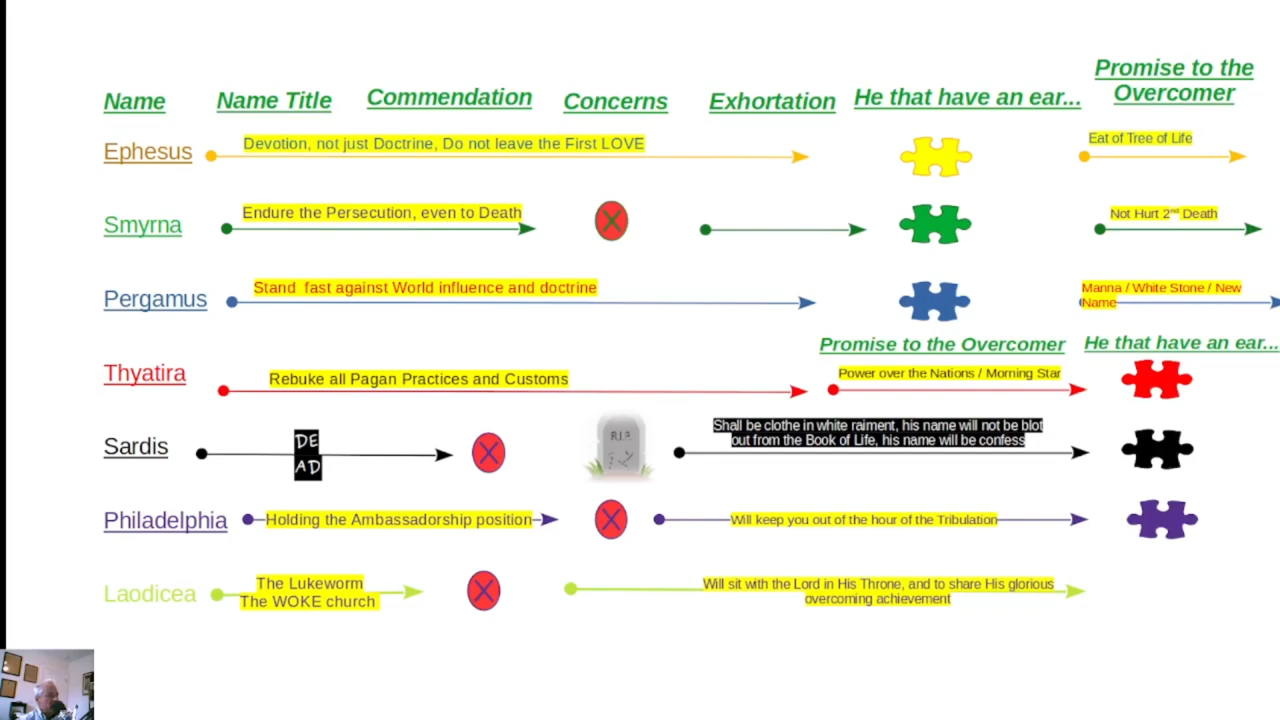 Name Name Title Commendation Concerns Exhortation He that have an ear... Promise to the
Overcomer
Ephesus Devotion, not just Doctrine, Do not leave the First LOVE Eat of Tree of Life
Smyrna Endure the Persecution, even to Death Not Hurt 2nd Death
Pergamus Stand fast against World influence and doctrine Manna / White Stone / New
Name
Promise to the Overcomer He that have an ear...
Thyatira Rebuke all Pagan Practices and Customs Power over the Nations / Morning Star
Sardis DE
AD
R.I.P.
Shall be clothe in white raiment, his name will not be blot
out from the Book of Life, his name will be confess
Philadelphia Holding the Ambassadorship position Will keep you out of the hour of the Tribulation
Laodicea The Lukeworm
The WOKE church
Will sit with the Lord in His Throne, and to share His glorious
overcoming achievement